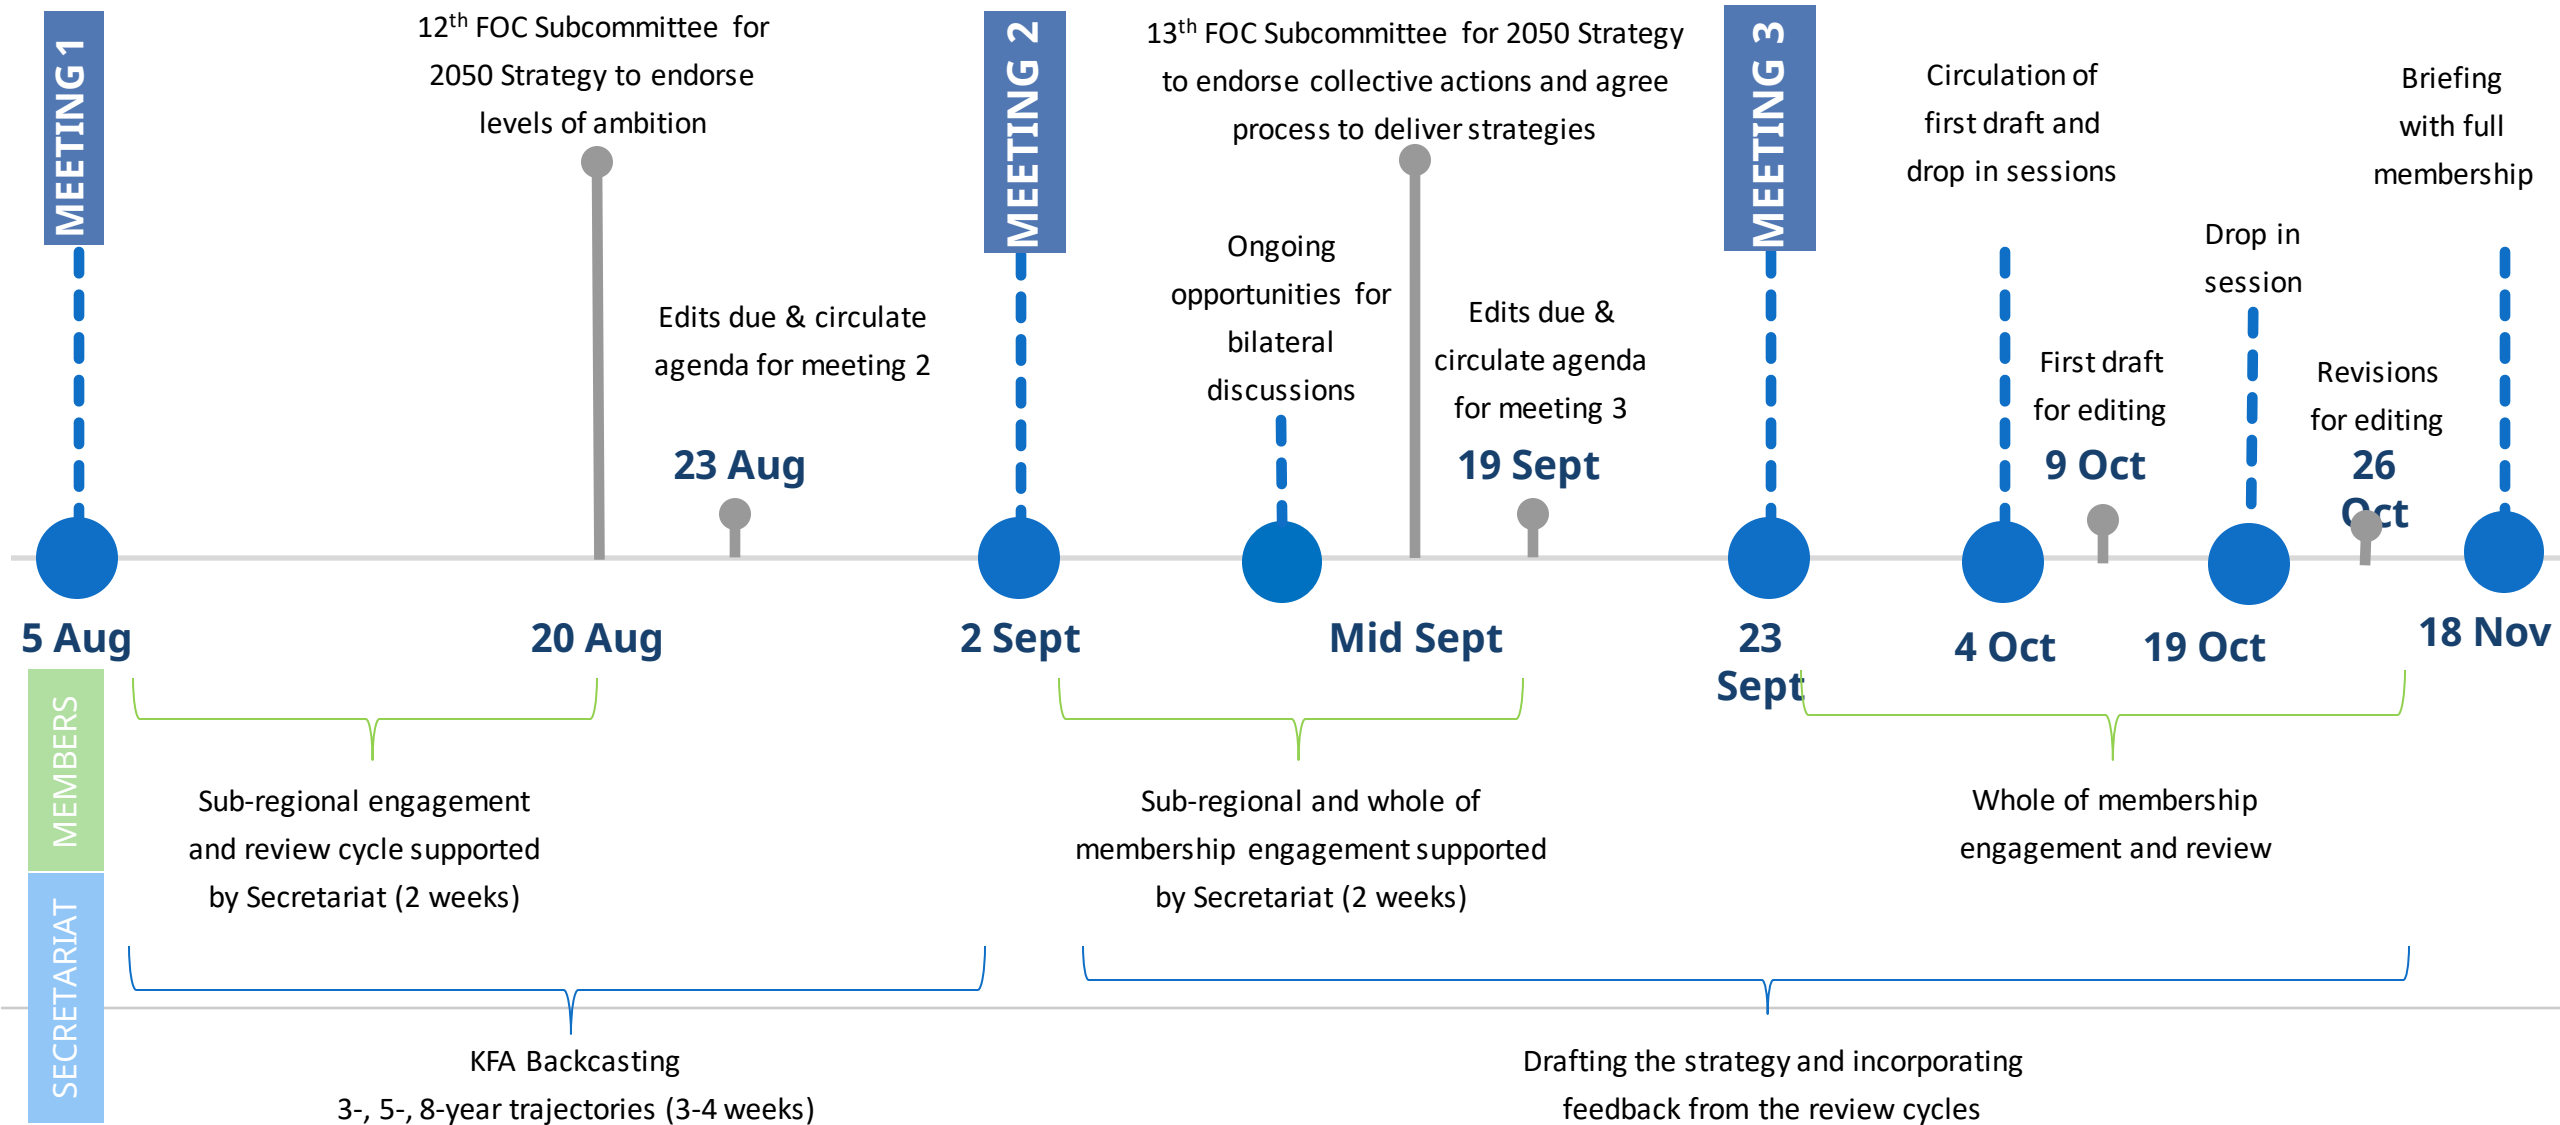 MEETING 1
12th FOC Subcommittee for
2050 Strategy to endorse
levels of ambition
MEETING 2
13th FOC Subcommittee for 2050 Strategy
to endorse collective actions and agree
process to deliver strategies
MEETING 3
Circulation of
first draft and
drop in sessions
Briefing
with full
membership
Edits due & circulate
agenda for meeting 2
23 Aug
Ongoing
opportunities for
bilateral
discussions
Edits due &
circulate agenda
for meeting 3
19 Sept
First draft
for editing
9 Oct
Drop in
session
Revisions
for editing
26
Oct
5 Aug
20 Aug
2 Sept
Mid Sept
23
Sept
4 Oct
19 Oct
18 Nov
MEMBERS
Sub-regional engagement
and review cycle supported
by Secretariat (2 weeks)
Sub-regional and whole of
membership engagement supported
by Secretariat (2 weeks)
Whole of membership
engagement and review
SECRETARIAT
KFA Backcasting
3-, 5-, 8-year trajectories (3-4 weeks)
Drafting the strategy and incorporating
feedback from the review cycles